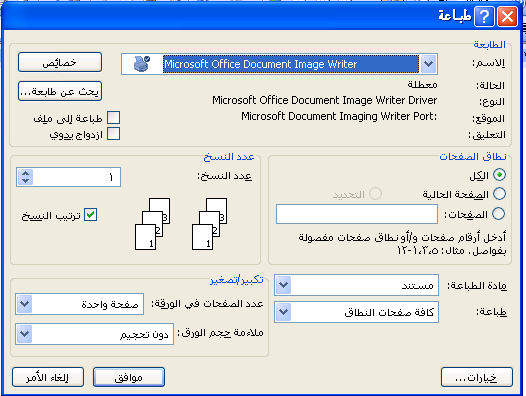 طباعة
الطابعة
الاسم: Microsoft Office Document Image Writer خصائص
الحالة: معطلة بحث عن طابعة...
النوع: Microsoft Office Document Image Writer Driver
الموقع: Microsoft Document Imaging Writer Port: طباعة إلى ملف
التعليق: ازدواج يدوي
نطاق الصفحات
الكل
الصفحة الحالية التحديد
الصفحات:
أدخل أرقام صفحات و/أو نطاق صفحات مفصولة
بفواصل، مثال: ١،٣،٥-١٢
عدد النسخ
عدد النسخ: ١
ترتيب النسخ
3 3
2 2
1 1
مادة الطباعة: مستند
طباعة: كافة صفحات النطاق
تكبير/تصغير
عدد الصفحات في الورقة: صفحة واحدة
ملاءمة حجم الورق: دون تحجيم
خيارات... موافق إلغاء الأمر